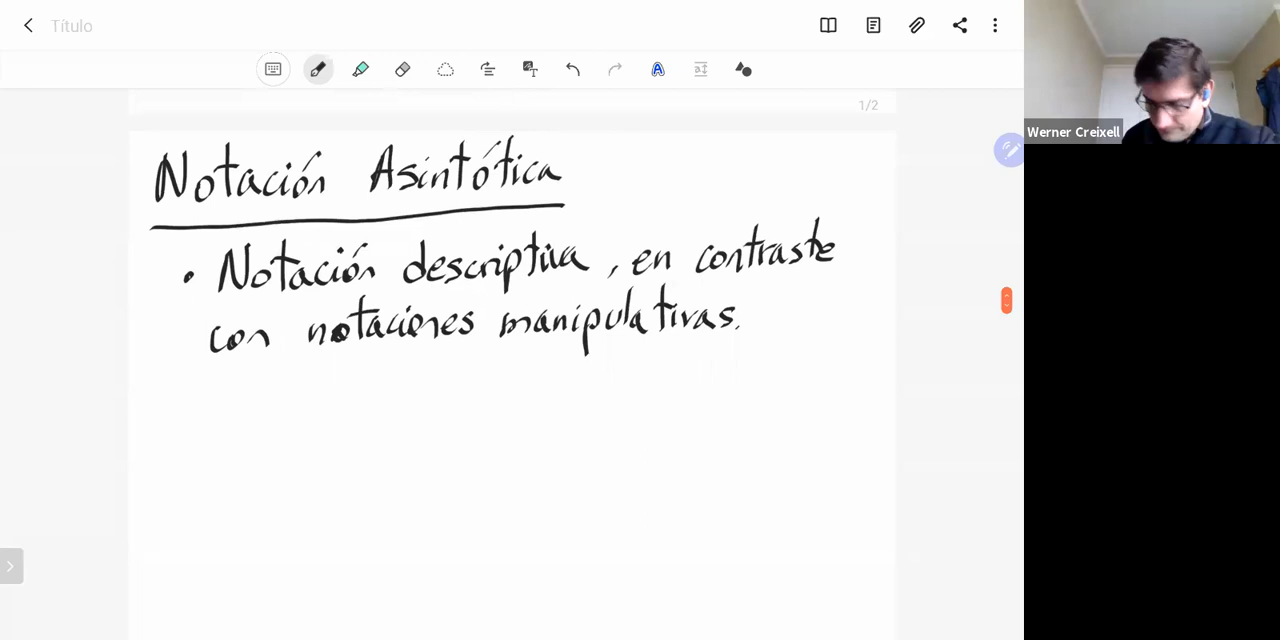 Título
1/2
Werner Creixell
Notación Asintótica
• Notación descriptiva, en contraste
con notaciones manipulativas.